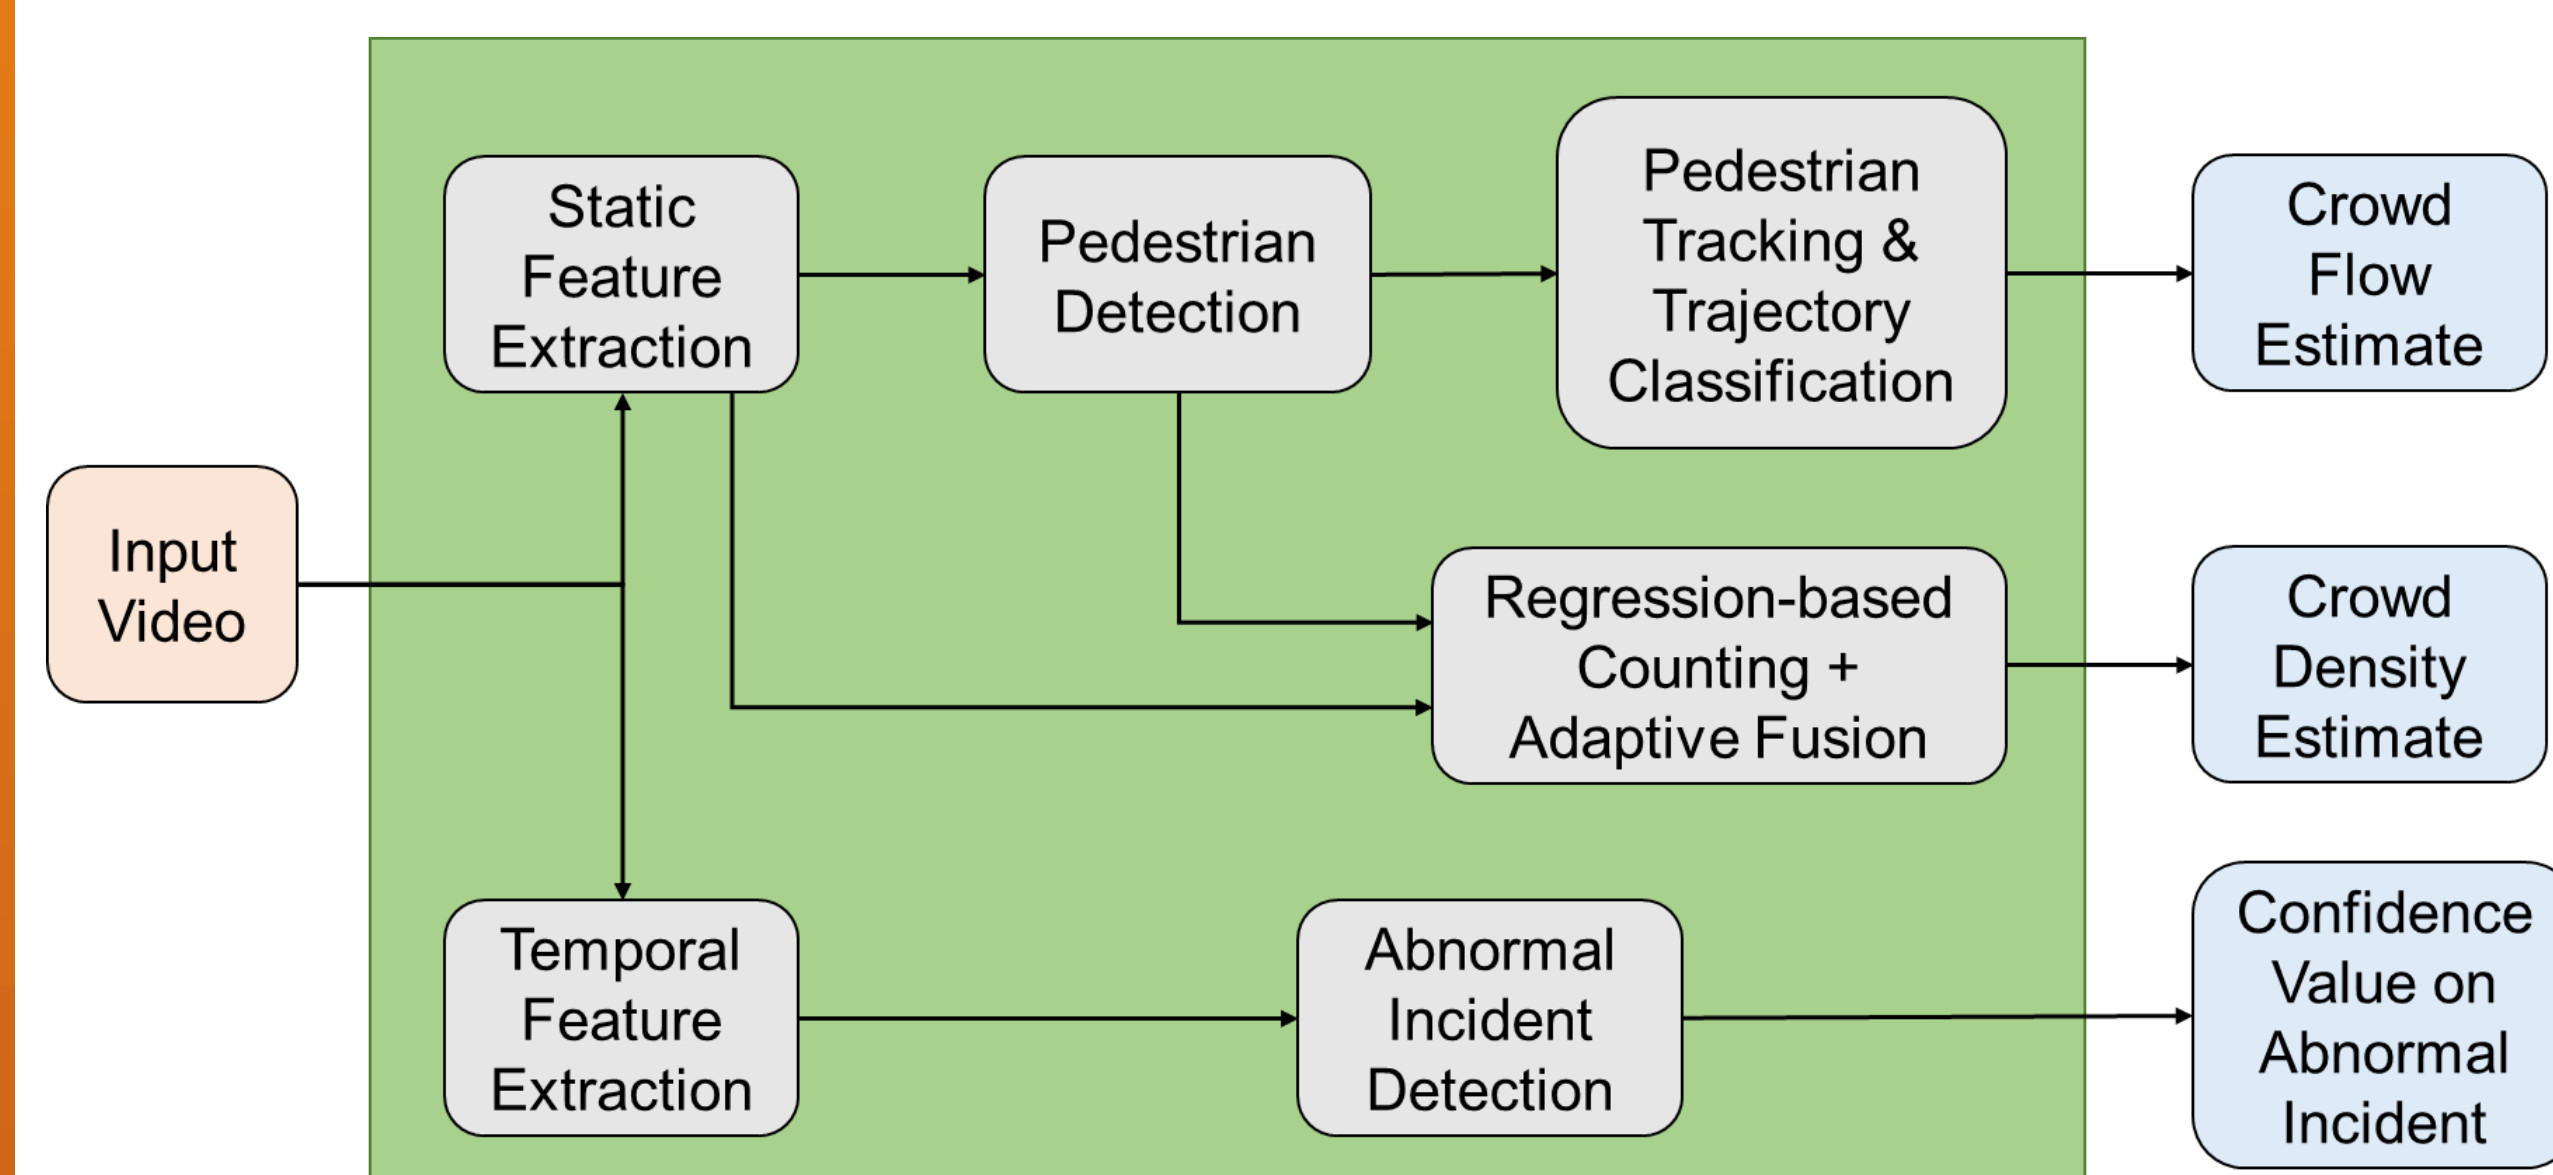 Static
Feature
Extraction
Pedestrian
Detection
Pedestrian
Tracking &
Trajectory
Classification
Crowd
Flow
Estimate
Input
Video
Regression-based
Counting +
Adaptive Fusion
Crowd
Density
Estimate
Temporal
Feature
Extraction
Abnormal
Incident
Detection
Confidence
Value on
Abnormal
Incident